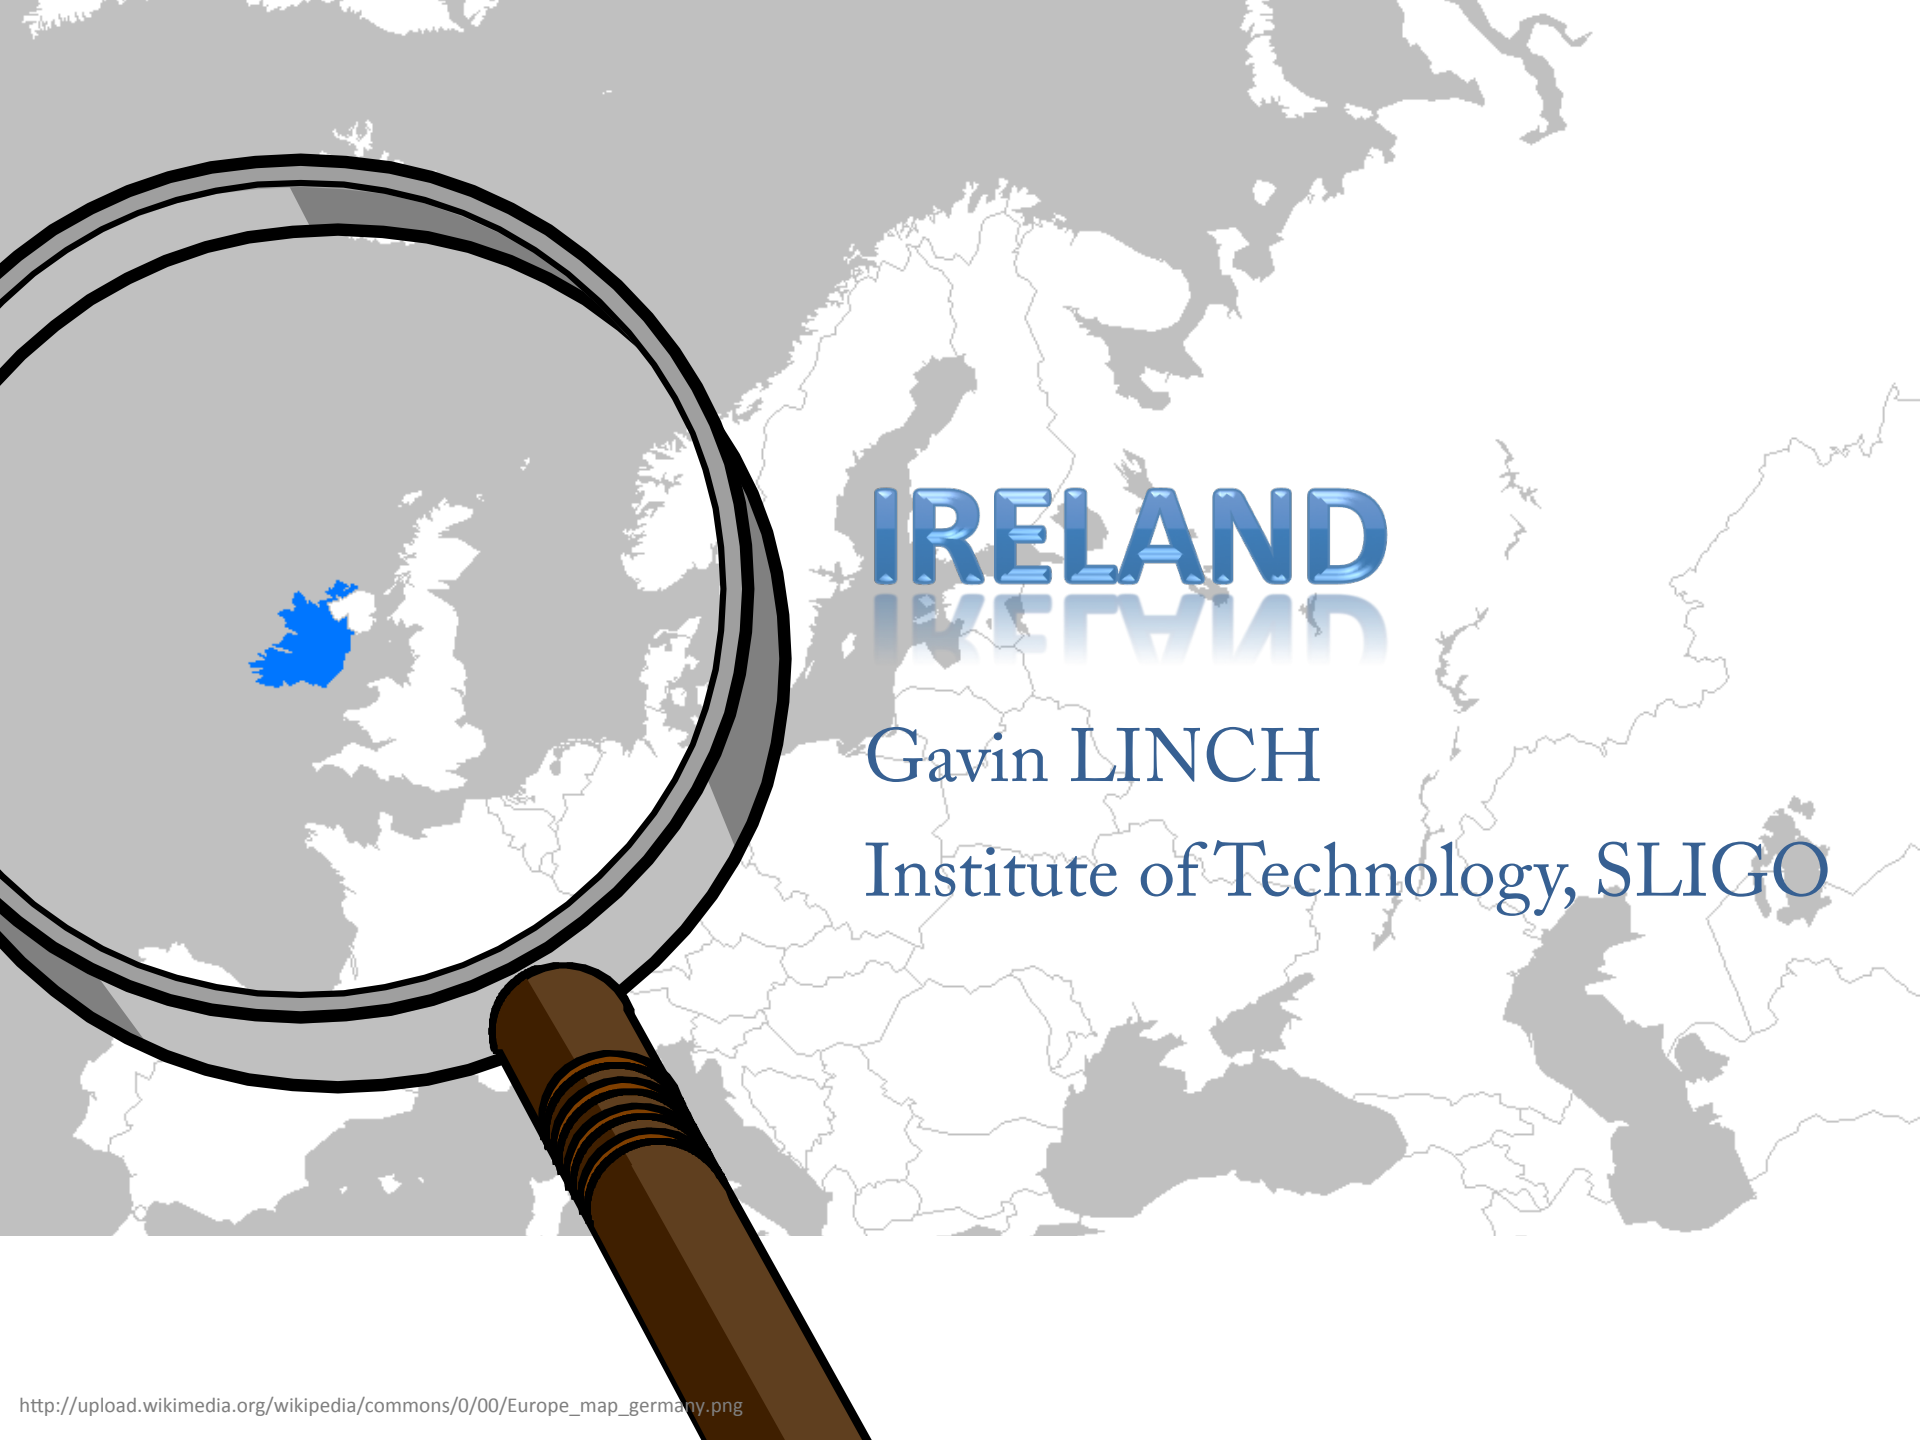 IRELAND
Gavin LINCH
Institute of Technology, SLIGO
http://upload.wikimedia.org/wikipedia/commons/0/00/Europe_map_germany.png